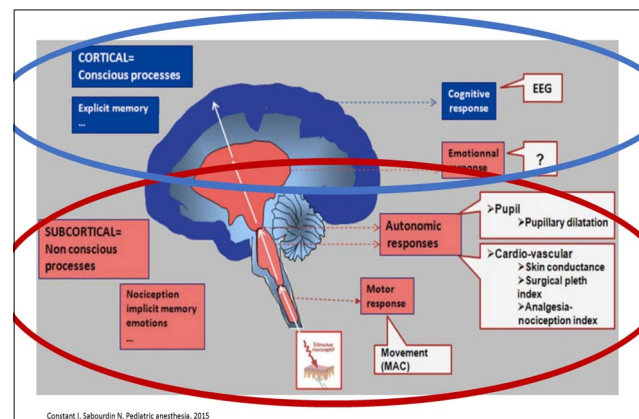 CORTICAL=
Conscious processes
Explicit memory
...
Cognitive
response
EEG
Emotionnal
response
?
SUBCORTICAL=
Non conscious
processes
Nociception
implicit memory
emotions
...
Autonomic
responses
➢Pupil
➢Pupillary dilatation
➢Cardio-vascular
➢Skin conductance
➢Surgical pleth
index
➢Analgesia-
nociception index
Motor
response
Movement
(MAC)
Stimulus
Constant I, Sabourdin N. Pediatric anesthesia. 2015